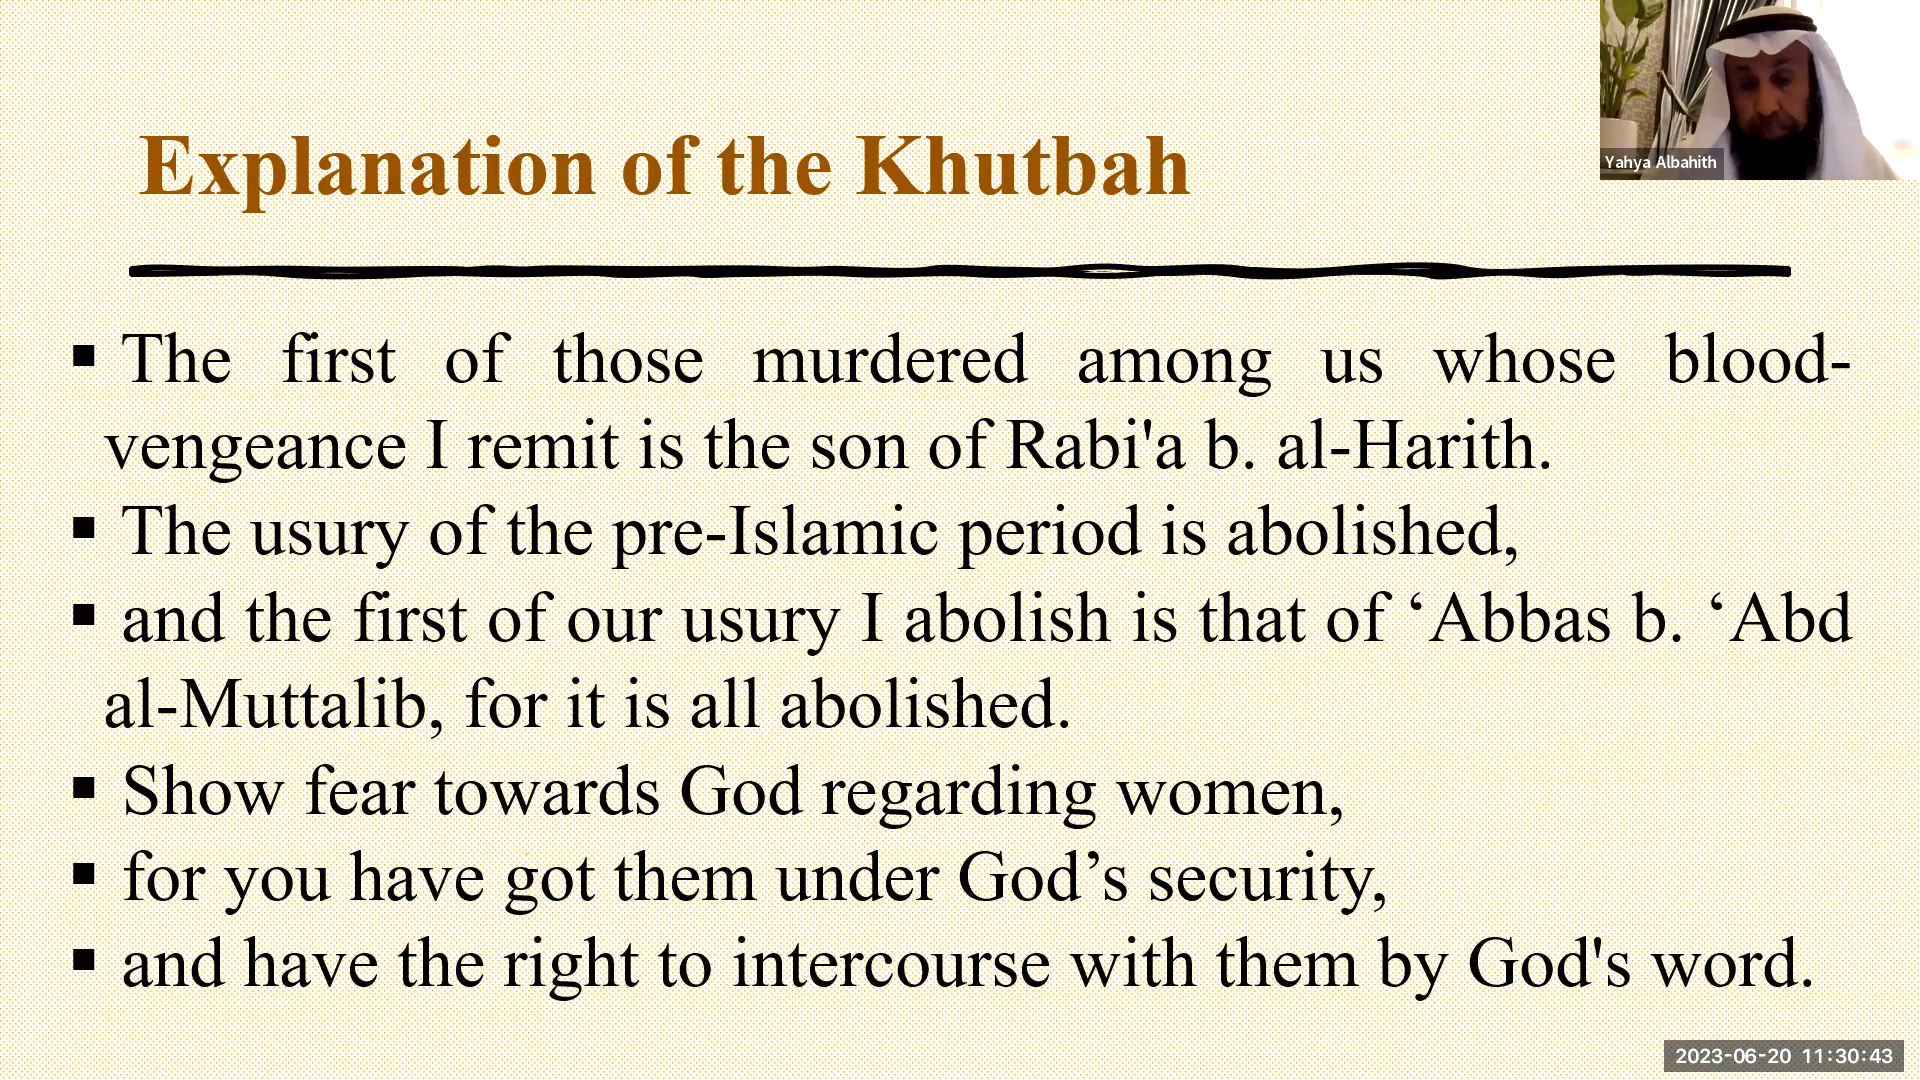 Explanation of the Khutbah
Yahya Albahith
▪ The first of those murdered among us whose blood-
vengeance I remit is the son of Rabi'a b. al-Harith.
▪ The usury of the pre-Islamic period is abolished,
▪ and the first of our usury I abolish is that of ‘Abbas b. ‘Abd
al-Muttalib, for it is all abolished.
▪ Show fear towards God regarding women,
▪ for you have got them under God’s security,
▪ and have the right to intercourse with them by God's word.
2023-06-20 11:30:43